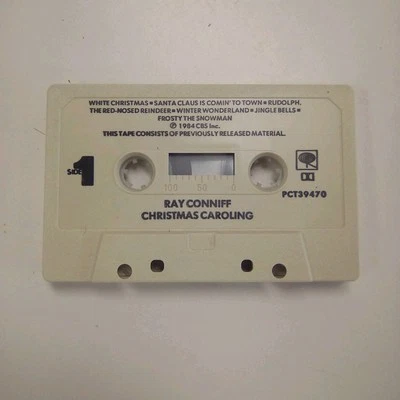 WHITE CHRISTMAS • SANTA CLAUS IS COMIN' TO TOWN • RUDOLPH,
THE RED-NOSED REINDEER • WINTER WONDERLAND • JINGLE BELLS •
FROSTY THE SNOWMAN
℗ 1984 CBS Inc.
THIS TAPE CONSISTS OF PREVIOUSLY RELEASED MATERIAL.
SIDE 1
100 50 0
PCT39470
RAY CONNIFF
CHRISTMAS CAROLING